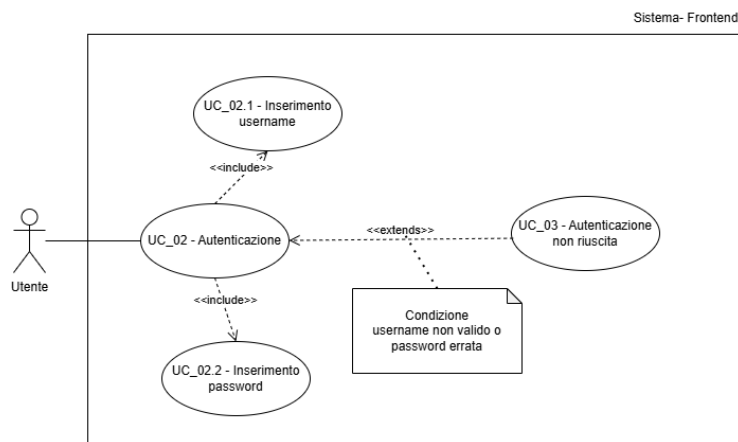 Sistema- Frontend
UC_02.1 - Inserimento
username
<<include>>
UC_02 - Autenticazione
<<extends>>
UC_03 - Autenticazione
non riuscita
Utente
<<include>>
Condizione
username non valido o
password errata
UC_02.2 - Inserimento
password